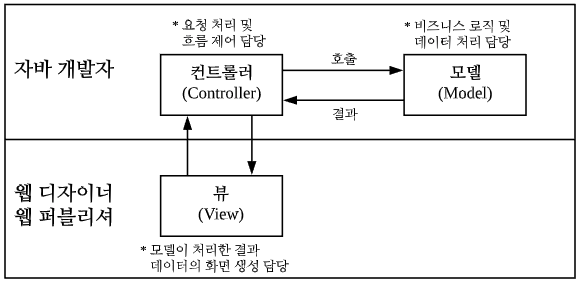 * 요청 처리 및
흐름 제어 담당
* 비즈니스 로직 및
데이터 처리 담당
자바 개발자
컨트롤러
(Controller)
호출
모델
(Model)
결과
웹 디자이너
웹 퍼블리셔
뷰
(View)
* 모델이 처리한 결과
데이터의 화면 생성 담당